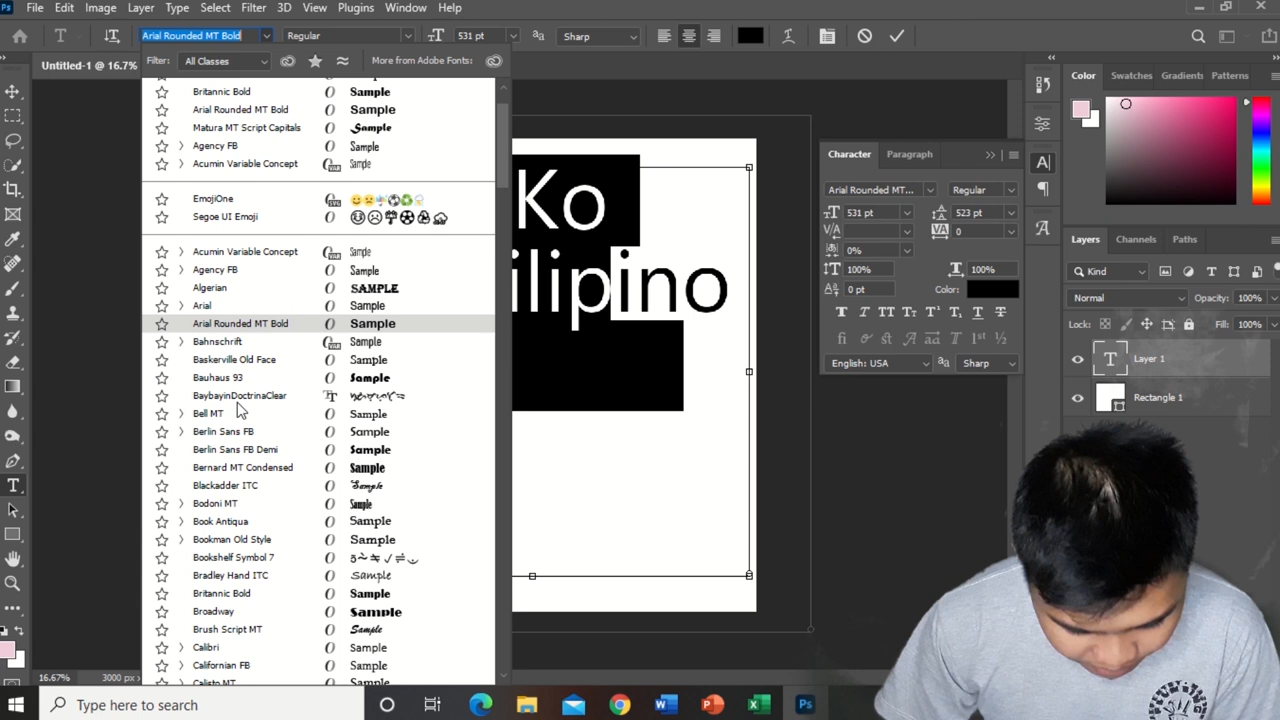 File Edit Image Layer Type Select Filter 3D View Plugins Window Help
Arial Rounded MT Bold Regular 531 pt Sharp
Untitled-1 @ 16.7%
Filter: All Classes More from Adobe Fonts:
Britannic Bold Sample
Arial Rounded MT Bold Sample
Matura MT Script Capitals Sample
Agency FB Sample
Acumin Variable Concept Sample
EmojiOne
Segoe UI Emoji
Acumin Variable Concept Sample
Agency FB Sample
Algerian SAMPLE
Arial Sample
Arial Rounded MT Bold Sample
Bahnschrift Sample
Baskerville Old Face Sample
Bauhaus 93 Sample
BaybayinDoctrinaClear
Bell MT Sample
Berlin Sans FB Sample
Berlin Sans FB Demi Sample
Bernard MT Condensed Sample
Blackadder ITC Sample
Bodoni MT Sample
Book Antiqua Sample
Bookman Old Style Sample
Bookshelf Symbol 7
Bradley Hand ITC Sample
Britannic Bold Sample
Broadway Sample
Brush Script MT Sample
Calibri Sample
Californian FB Sample
Calisto MT Sample
Ko
ilipino
Character Paragraph
Arial Rounded MT... Regular
531 pt 523 pt
0
0%
100% 100%
0 pt Color:
English: USA Sharp
Color Swatches Gradients Patterns
Layers Channels Paths
Kind
Normal Opacity: 100%
Lock: Fill: 100%
Layer 1
Rectangle 1
16.67% 3000 px
Type here to search